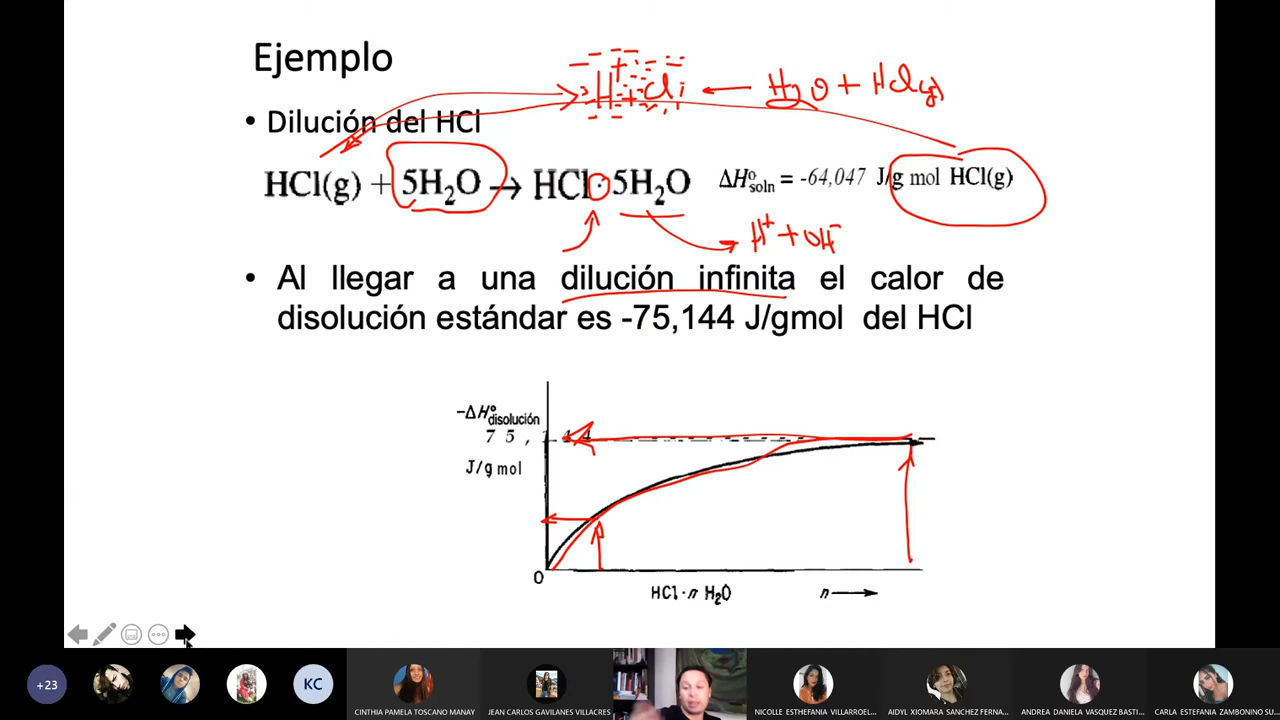 Ejemplo
H + Cl ← H2O + HCl(g)
• Dilución del HCl
HCl(g) + 5H₂O → HCl·5H₂O ΔH°soln = -64,047 J/g mol HCl(g)
→ H⁺ + OH⁻
• Al llegar a una dilución infinita el calor de
disolución estándar es -75,144 J/gmol del HCl
-ΔH°disolución
75,144
J/g mol
0
HCl·n H₂O n →
+23
KC
CINTHIA PAMELA TOSCANO MANAY
JEAN CARLOS GAVILANES VILLACRES
NICOLLE ESTHEFANIA VILLARROEL...
AIDYL XIOMARA SANCHEZ FERNA...
ANDREA DANIELA VASQUEZ BASTI...
CARLA ESTEFANIA ZAMBONINO SU...